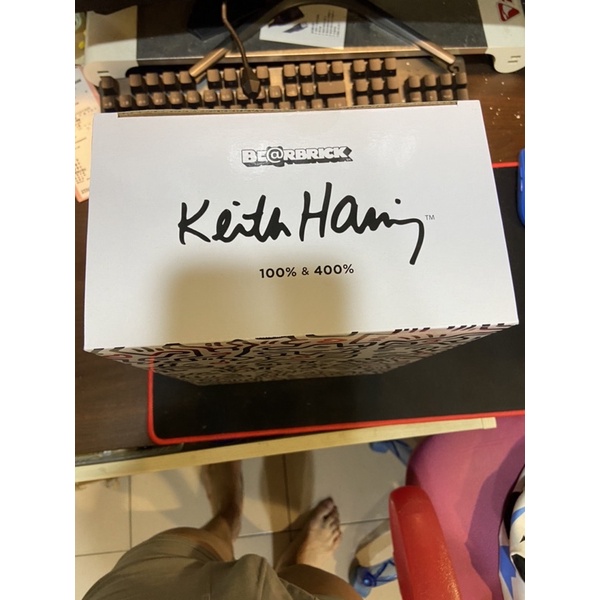 BE@RBRICK
Keith Haring™
100% & 400%